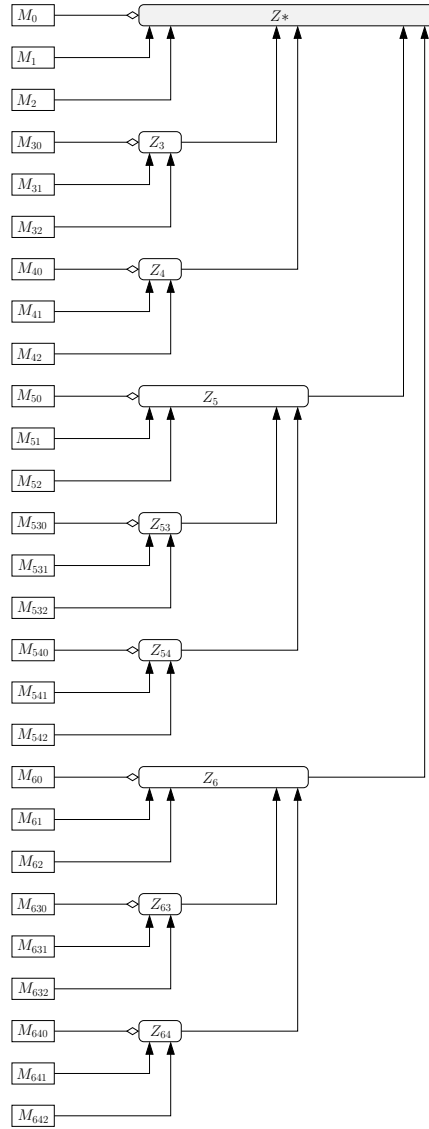 M₀ Z*
M₁
M₂
M₃₀ Z₃
M₃₁
M₃₂
M₄₀ Z₄
M₄₁
M₄₂
M₅₀ Z₅
M₅₁
M₅₂
M₅₃₀ Z₅₃
M₅₃₁
M₅₃₂
M₅₄₀ Z₅₄
M₅₄₁
M₅₄₂
M₆₀ Z₆
M₆₁
M₆₂
M₆₃₀ Z₆₃
M₆₃₁
M₆₃₂
M₆₄₀ Z₆₄
M₆₄₁
M₆₄₂